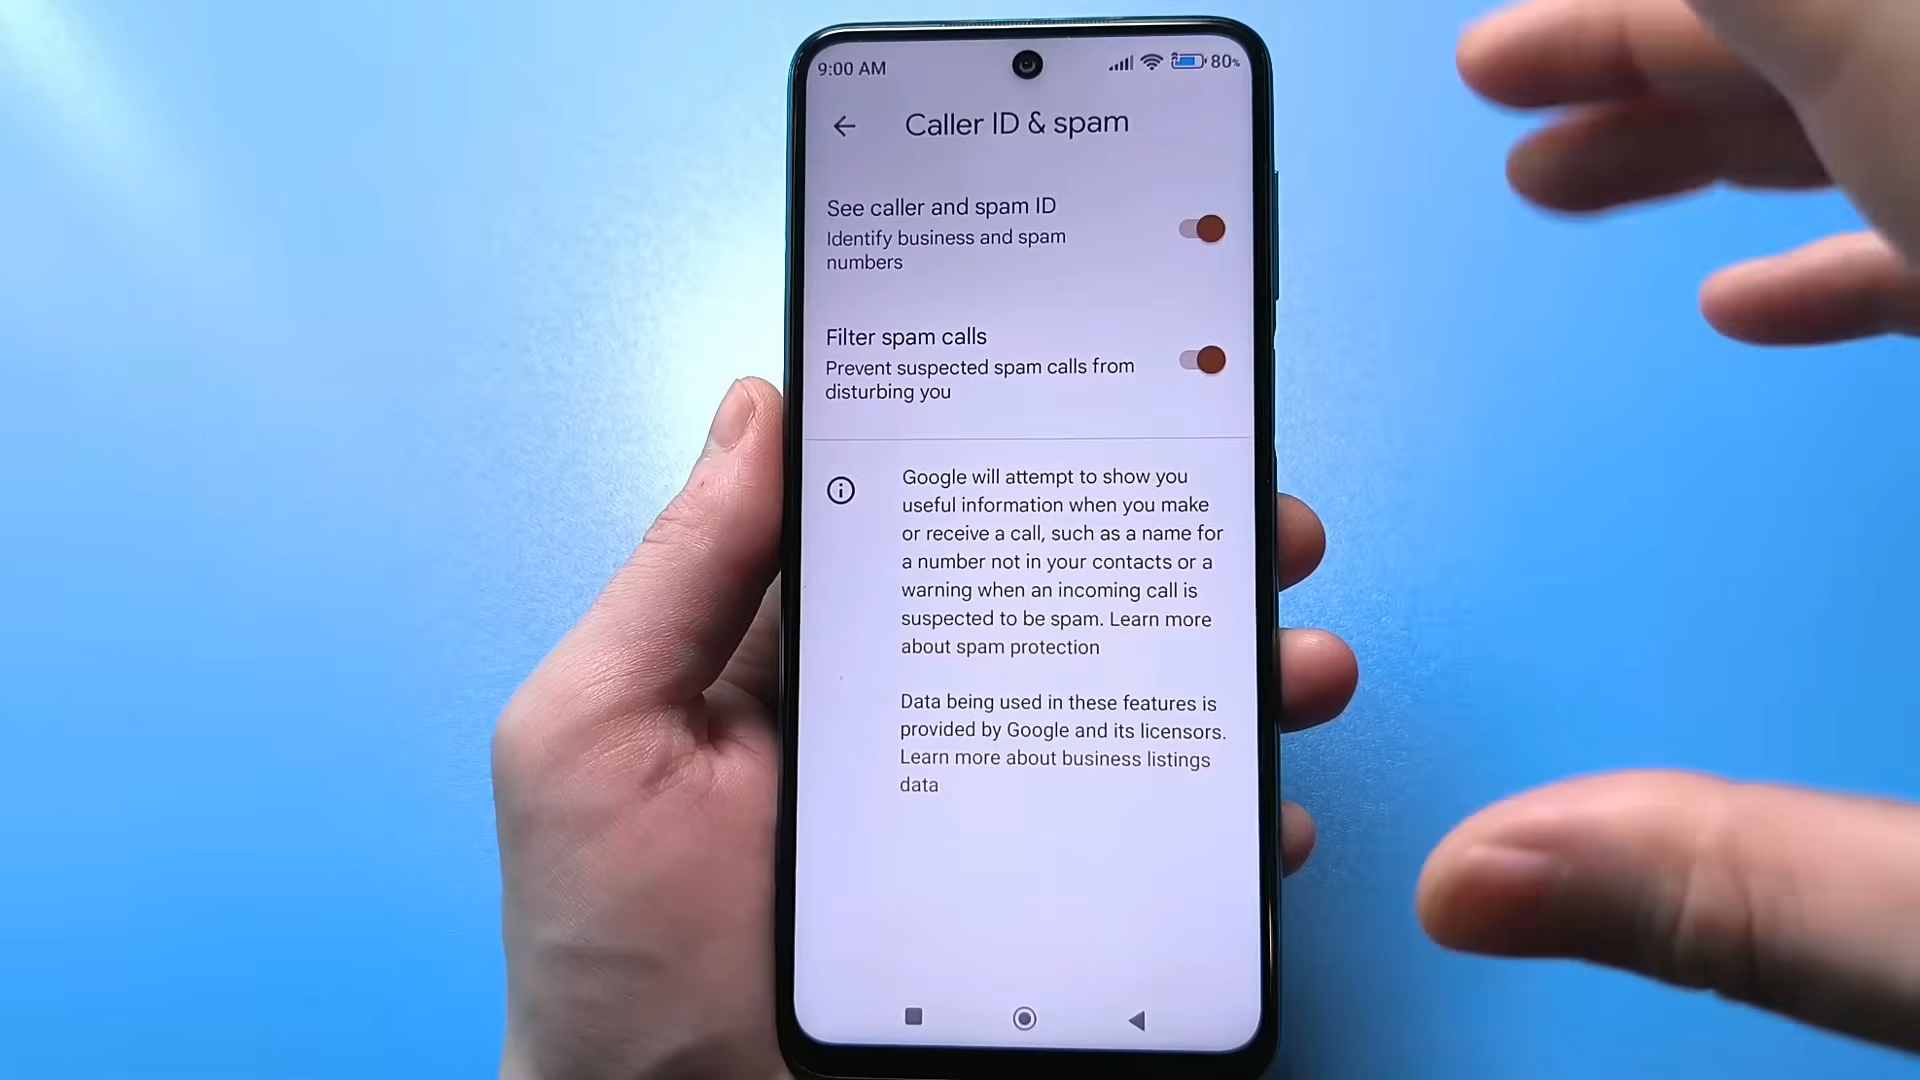 9:00 AM
80%
Caller ID & spam
See caller and spam ID
Identify business and spam
numbers
Filter spam calls
Prevent suspected spam calls from
disturbing you
Google will attempt to show you
useful information when you make
or receive a call, such as a name for
a number not in your contacts or a
warning when an incoming call is
suspected to be spam. Learn more
about spam protection
Data being used in these features is
provided by Google and its licensors.
Learn more about business listings
data